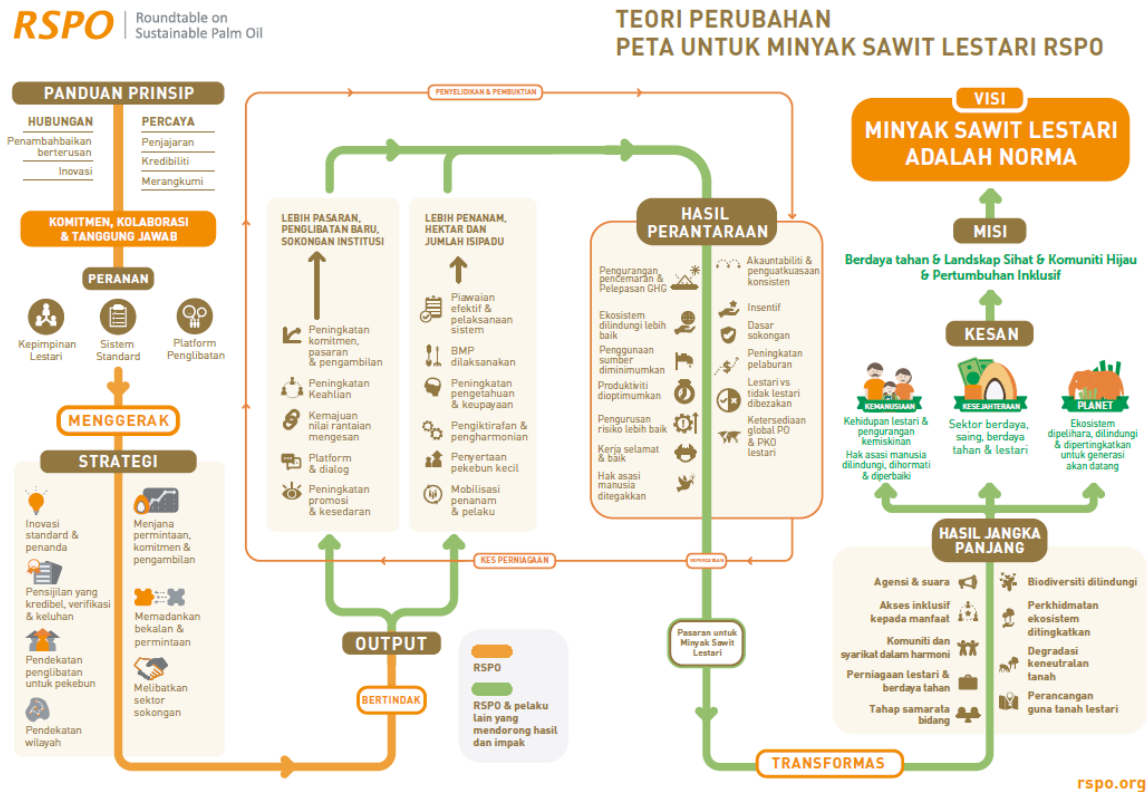 RSPO
Roundtable on
Sustainable Palm Oil
TEORI PERUBAHAN
PETA UNTUK MINYAK SAWIT LESTARI RSPO
PANDUAN PRINSIP
HUBUNGAN
Penambahbaikan
berterusan
Inovasi
PERCAYA
Penjajaran
Kredibiliti
Merangkumi
KOMITMEN, KOLABORASI
& TANGGUNG JAWAB
PERANAN
Kepimpinan
Lestari
Sistem
Standard
Platform
Penglibatan
MENGGERAK
STRATEGI
Inovasi
standard &
penanda
Pensijilan yang
kredibel, verifikasi
& keluhan
Pendekatan
penglibatan
untuk pekebun
Pendekatan
wilayah
Menjana
permintaan,
komitmen &
pengambilan
Memadankan
bekalan &
permintaan
Melibatkan
sektor
sokongan
PENYELIDIKAN & PEMBUKTIAN
LEBIH PASARAN,
PENGLIBATAN BARU,
SOKONGAN INSTITUSI
Peningkatan
komitmen,
pasaran
& pengambilan
Peningkatan
Keahlian
Kemajuan
nilai rantaian
mengesan
Platform
& dialog
Peningkatan
promosi
& kesedaran
LEBIH PENANAM,
HEKTAR DAN
JUMLAH ISIPADU
Piawaian
efektif &
pelaksanaan
sistem
BMP
dilaksanakan
Peningkatan
pengetahuan
& keupayaan
Pengiktirafan &
pengharmonian
Penyertaan
pekebun kecil
Mobilisasi
penanam
& pelaku
KES PERNIAGAAN
OUTPUT
BERTINDAK
RSPO
RSPO & pelaku
lain yang
mendorong hasil
dan impak
HASIL
PERANTARAAN
Pengurangan
pencemaran &
Pelepasan GHG
Ekosistem
dilindungi lebih
baik
Penggunaan
sumber
diminimumkan
Produktiviti
dioptimumkan
Pengurusan
risiko lebih baik
Kerja selamat
& baik
Hak asasi
manusia
ditegakkan
Akauntabiliti &
penguatkuasaan
konsisten
Insentif
Dasar
sokongan
Peningkatan
pelaburan
Lestari vs
tidak lestari
dibezakan
Ketersediaan
global PO
& PKO
lestari
Pasaran untuk
Minyak Sawit
Lestari
TRANSFORMAS
VISI
MINYAK SAWIT LESTARI
ADALAH NORMA
MISI
Berdaya tahan & Landskap Sihat & Komuniti Hijau
& Pertumbuhan Inklusif
KESAN
KEMANUSIAAN
Kehidupan lestari &
pengurangan
kemiskinan
Hak asasi manusia
dilindungi, dihormati
& diperbaiki
KESEJAHTERAAN
Sektor berdaya,
saing, berdaya
tahan & lestari
PLANET
Ekosistem
dipelihara, dilindungi
& dipertingkatkan
untuk generasi
akan datang
HASIL JANGKA
PANJANG
Agensi & suara
Akses inklusif
kepada manfaat
Komuniti dan
syarikat dalam harmoni
Perniagaan lestari &
berdaya tahan
Tahap samarata
bidang
Biodiversiti dilindungi
Perkhidmatan
ekosistem
ditingkatkan
Degradasi
keneutralan
tanah
Perancangan
guna tanah lestari
rspo.org